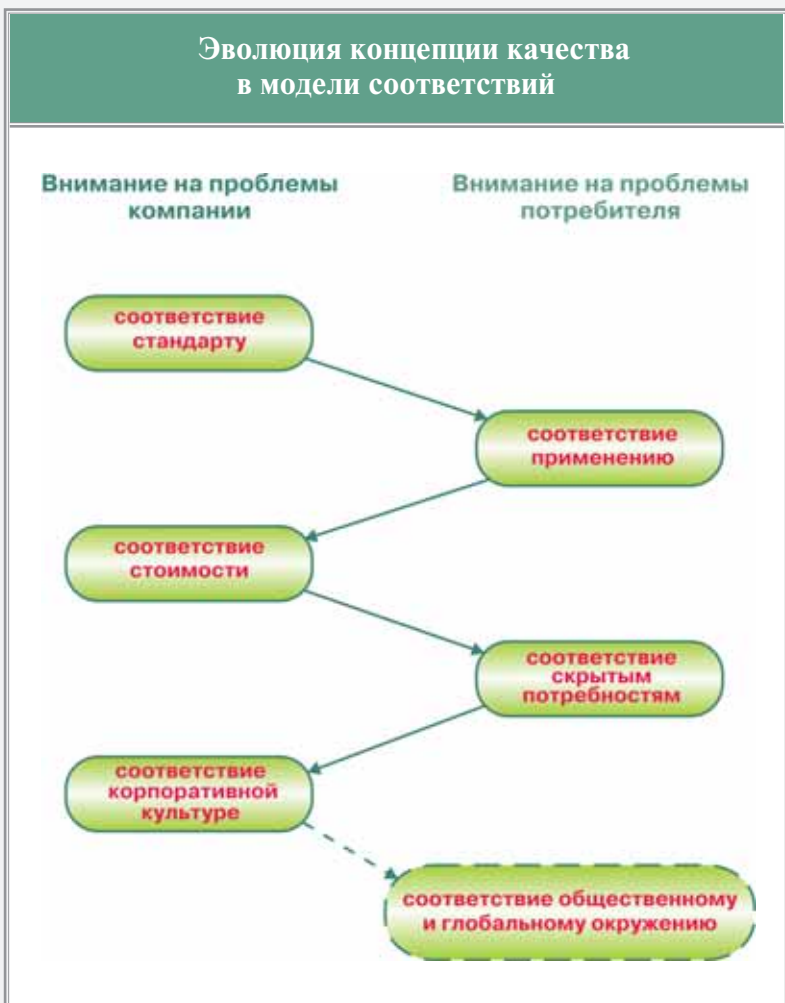 Эволюция концепции качества
в модели соответствий
Внимание на проблемы
компании
Внимание на проблемы
потребителя
соответствие
стандарту
соответствие
применению
соответствие
стоимости
соответствие
скрытым
потребностям
соответствие
корпоративной
культуре
соответствие общественному
и глобальному окружению